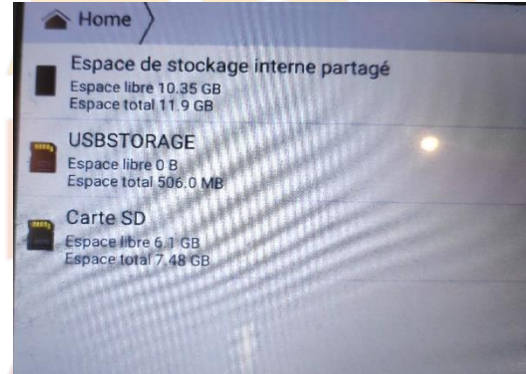 Home
Espace de stockage interne partagé
Espace libre 10.35 GB
Espace total 11.9 GB
USBSTORAGE
Espace libre 0 B
Espace total 506.0 MB
Carte SD
Espace libre 6.1 GB
Espace total 7.48 GB